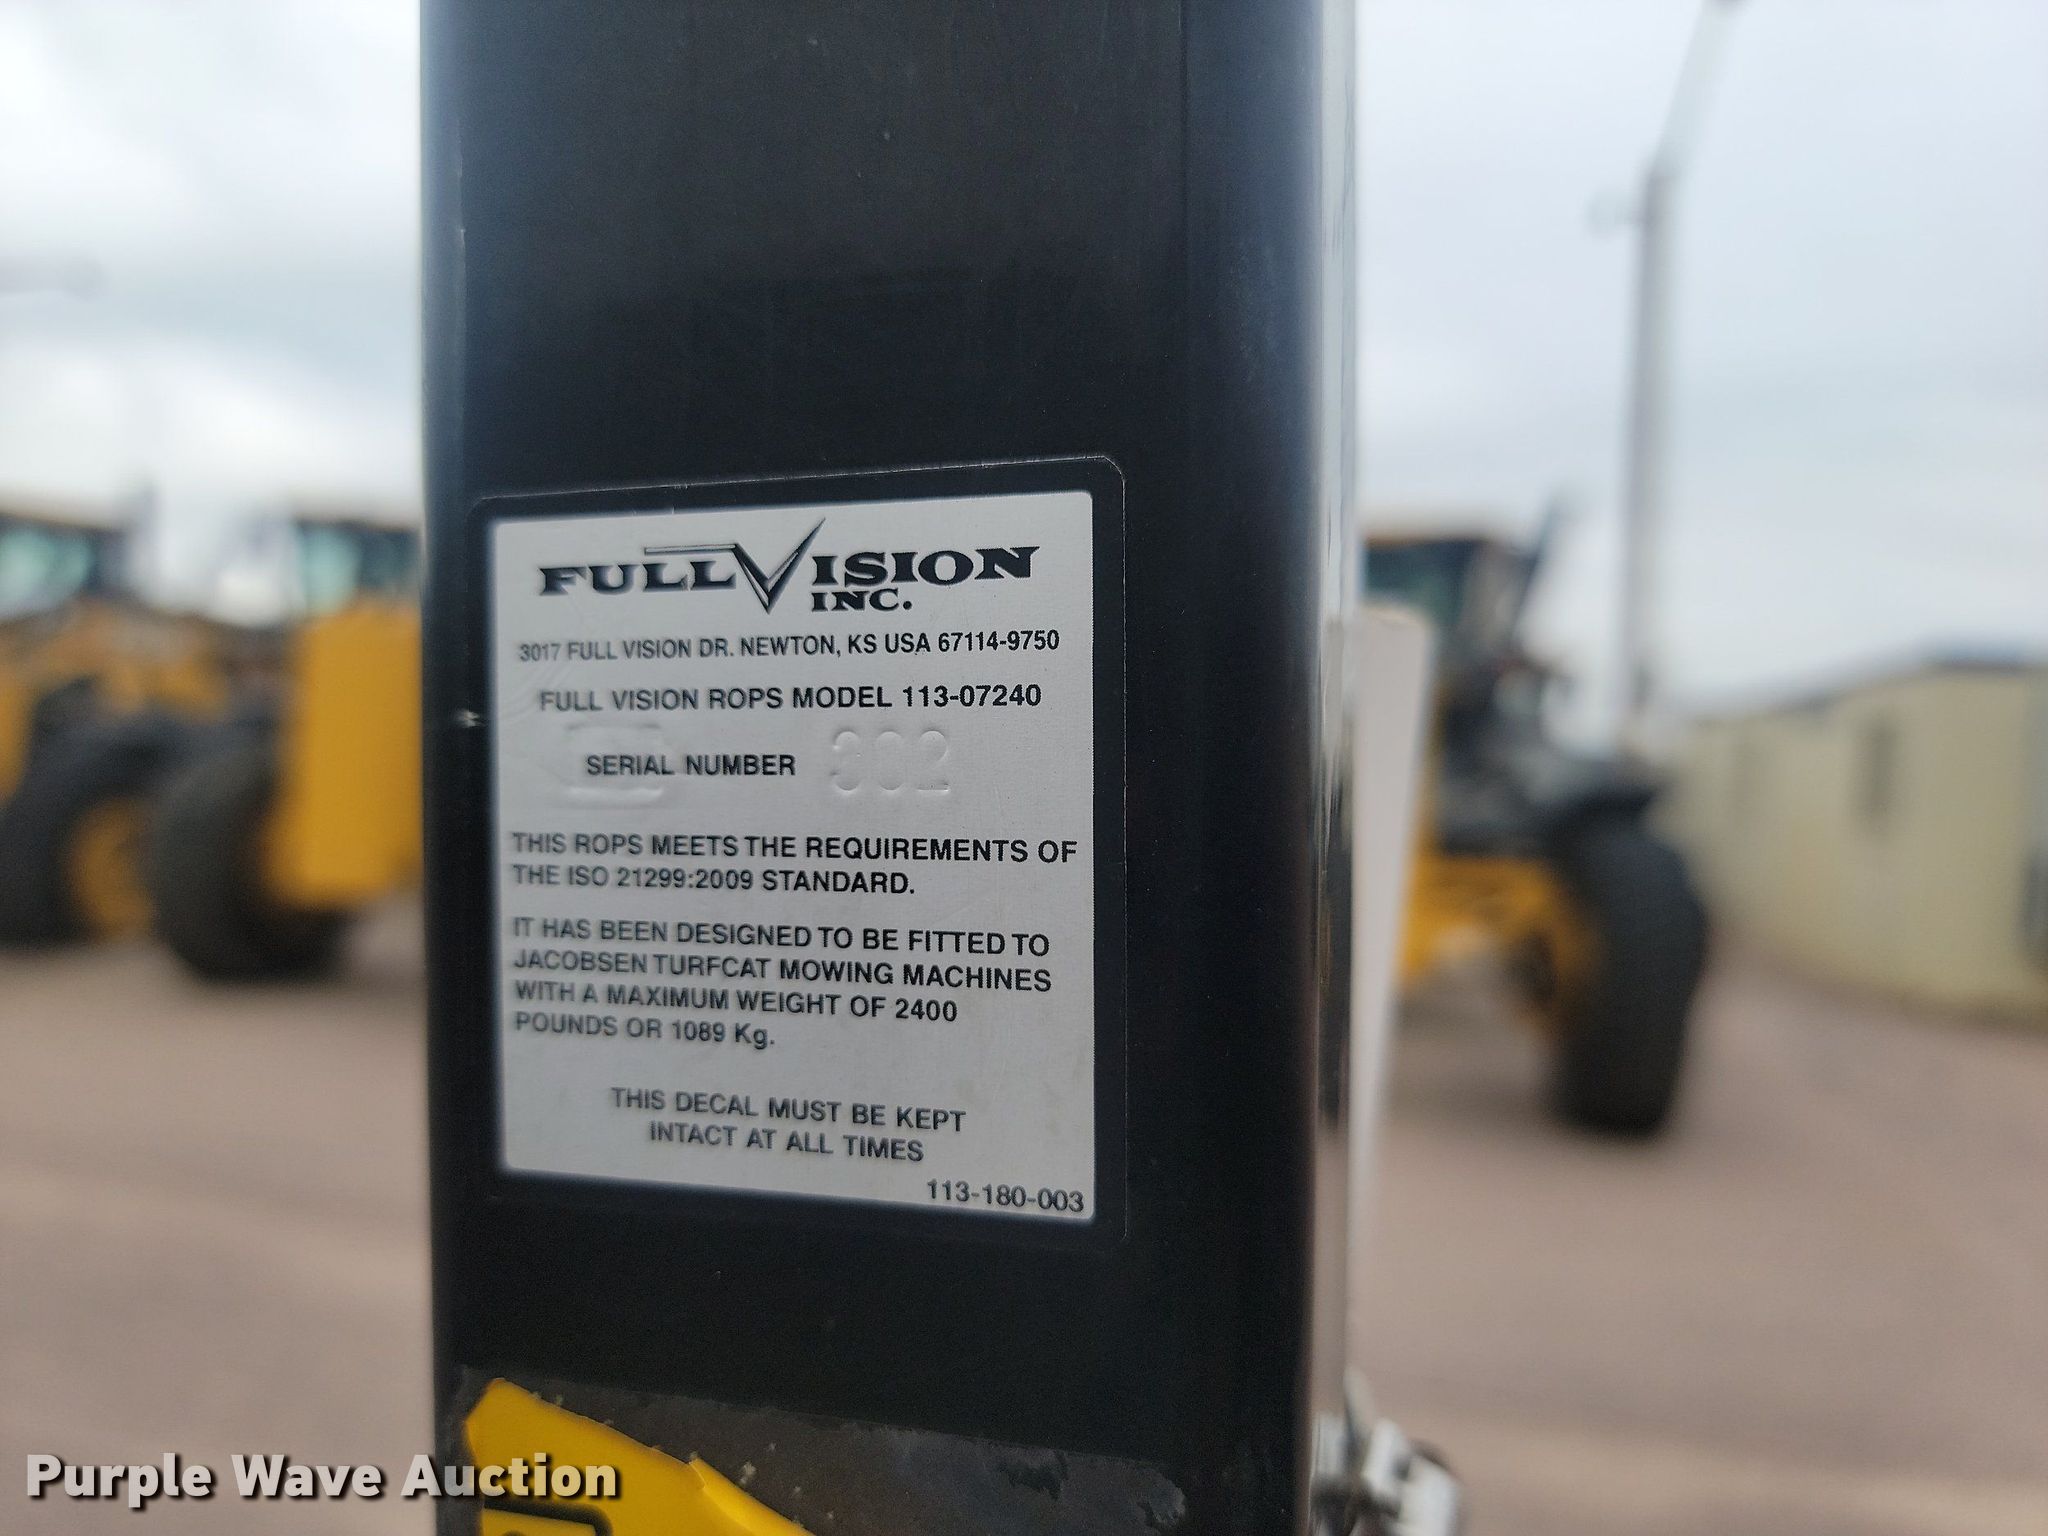 FULL VISION
INC.
3017 FULL VISION DR. NEWTON, KS USA 67114-9750
FULL VISION ROPS MODEL 113-07240
SERIAL NUMBER 302
THIS ROPS MEETS THE REQUIREMENTS OF
THE ISO 21299:2009 STANDARD.
IT HAS BEEN DESIGNED TO BE FITTED TO
JACOBSEN TURFCAT MOWING MACHINES
WITH A MAXIMUM WEIGHT OF 2400
POUNDS OR 1089 Kg.
THIS DECAL MUST BE KEPT
INTACT AT ALL TIMES
113-180-003
Purple Wave Auction